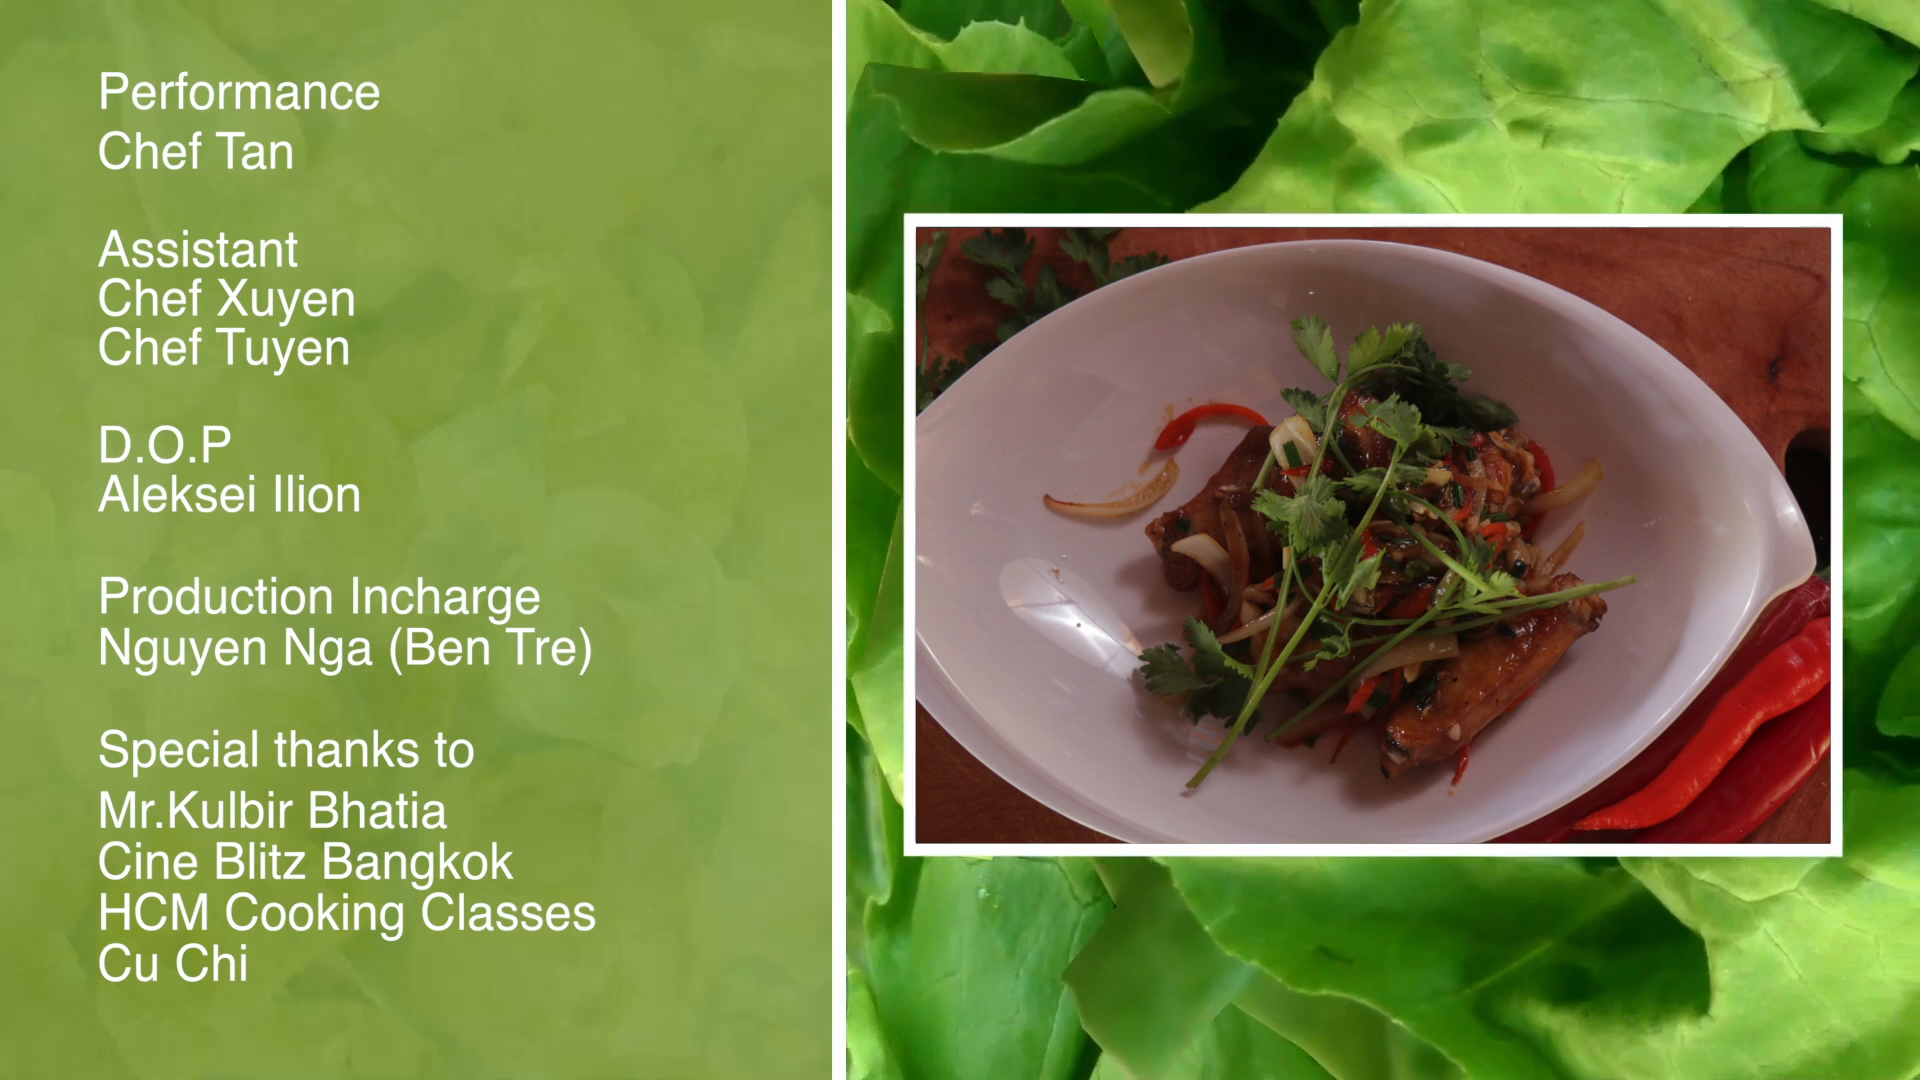 Performance
Chef Tan
Assistant
Chef Xuyen
Chef Tuyen
D.O.P
Aleksei Ilion
Production Incharge
Nguyen Nga (Ben Tre)
Special thanks to
Mr.Kulbir Bhatia
Cine Blitz Bangkok
HCM Cooking Classes
Cu Chi